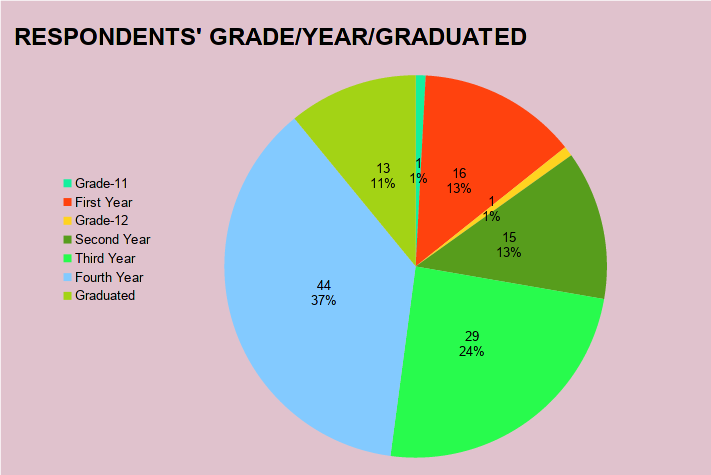 RESPONDENTS' GRADE/YEAR/GRADUATED
Grade-11
First Year
Grade-12
Second Year
Third Year
Fourth Year
Graduated
1
1%
16
13%
1
1%
15
13%
29
24%
44
37%
13
11%